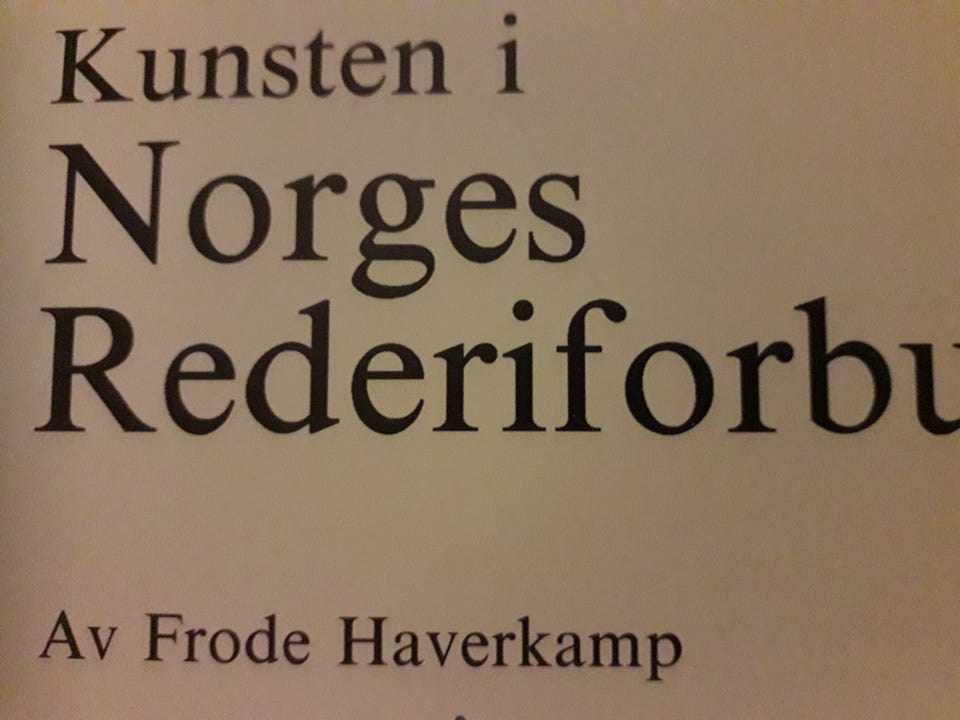 Kunsten i
Norges
Rederiforbu
Av Frode Haverkamp